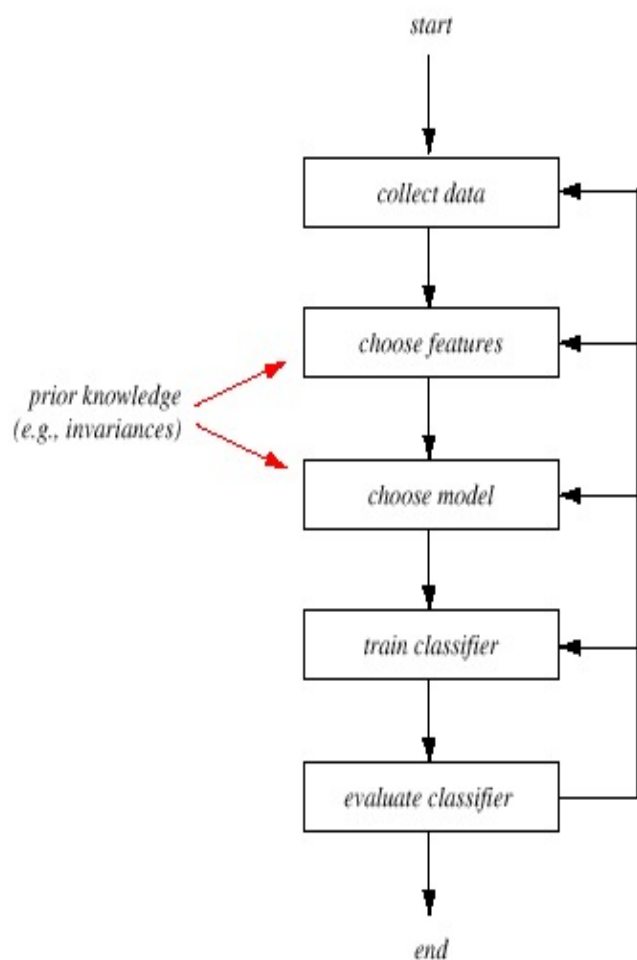 start
collect data
choose features
prior knowledge
(e.g., invariances)
choose model
train classifier
evaluate classifier
end